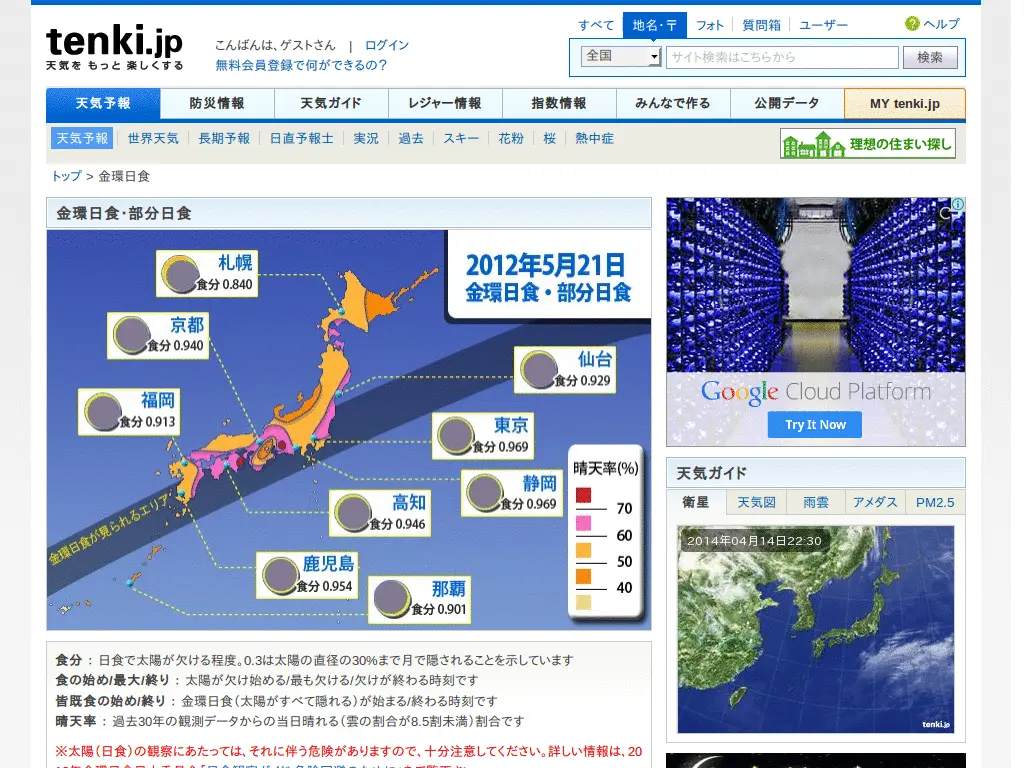 tenki.jp
天気を もっと 楽しくする
こんばんは、ゲストさん | ログイン
無料会員登録で何ができるの?
すべて 地名・〒 フォト 質問箱 ユーザー ヘルプ
全国 サイト検索はこちらから 検索
天気予報 防災情報 天気ガイド レジャー情報 指数情報 みんなで作る 公開データ MY tenki.jp
天気予報 世界天気 長期予報 日直予報士 実況 過去 スキー 花粉 桜 熱中症
理想の住まい探し
トップ > 金環日食
金環日食・部分日食
2012年5月21日
金環日食・部分日食
札幌
食分 0.840
京都
食分 0.940
仙台
食分 0.929
福岡
食分 0.913
東京
食分 0.969
静岡
食分 0.969
高知
食分 0.946
鹿児島
食分 0.954
那覇
食分 0.901
金環日食が見られるエリア
晴天率(%)
70
60
50
40
食分 : 日食で太陽が欠ける程度。0.3は太陽の直径の30%まで月で隠されることを示しています
食の始め/最大/終り : 太陽が欠け始める/最も欠ける/欠けが終わる時刻です
皆既食の始め/終り : 金環日食(太陽がすべて隠れる)が始まる/終わる時刻です
晴天率 : 過去30年の観測データからの当日晴れる(雲の割合が8.5割未満)割合です
※太陽(日食)の観察にあたっては、それに伴う危険がありますので、十分注意してください。詳しい情報は、20
Google Cloud Platform
Try It Now
天気ガイド
衛星 天気図 雨雲 アメダス PM2.5
2014年04月14日22:30
tenki.jp